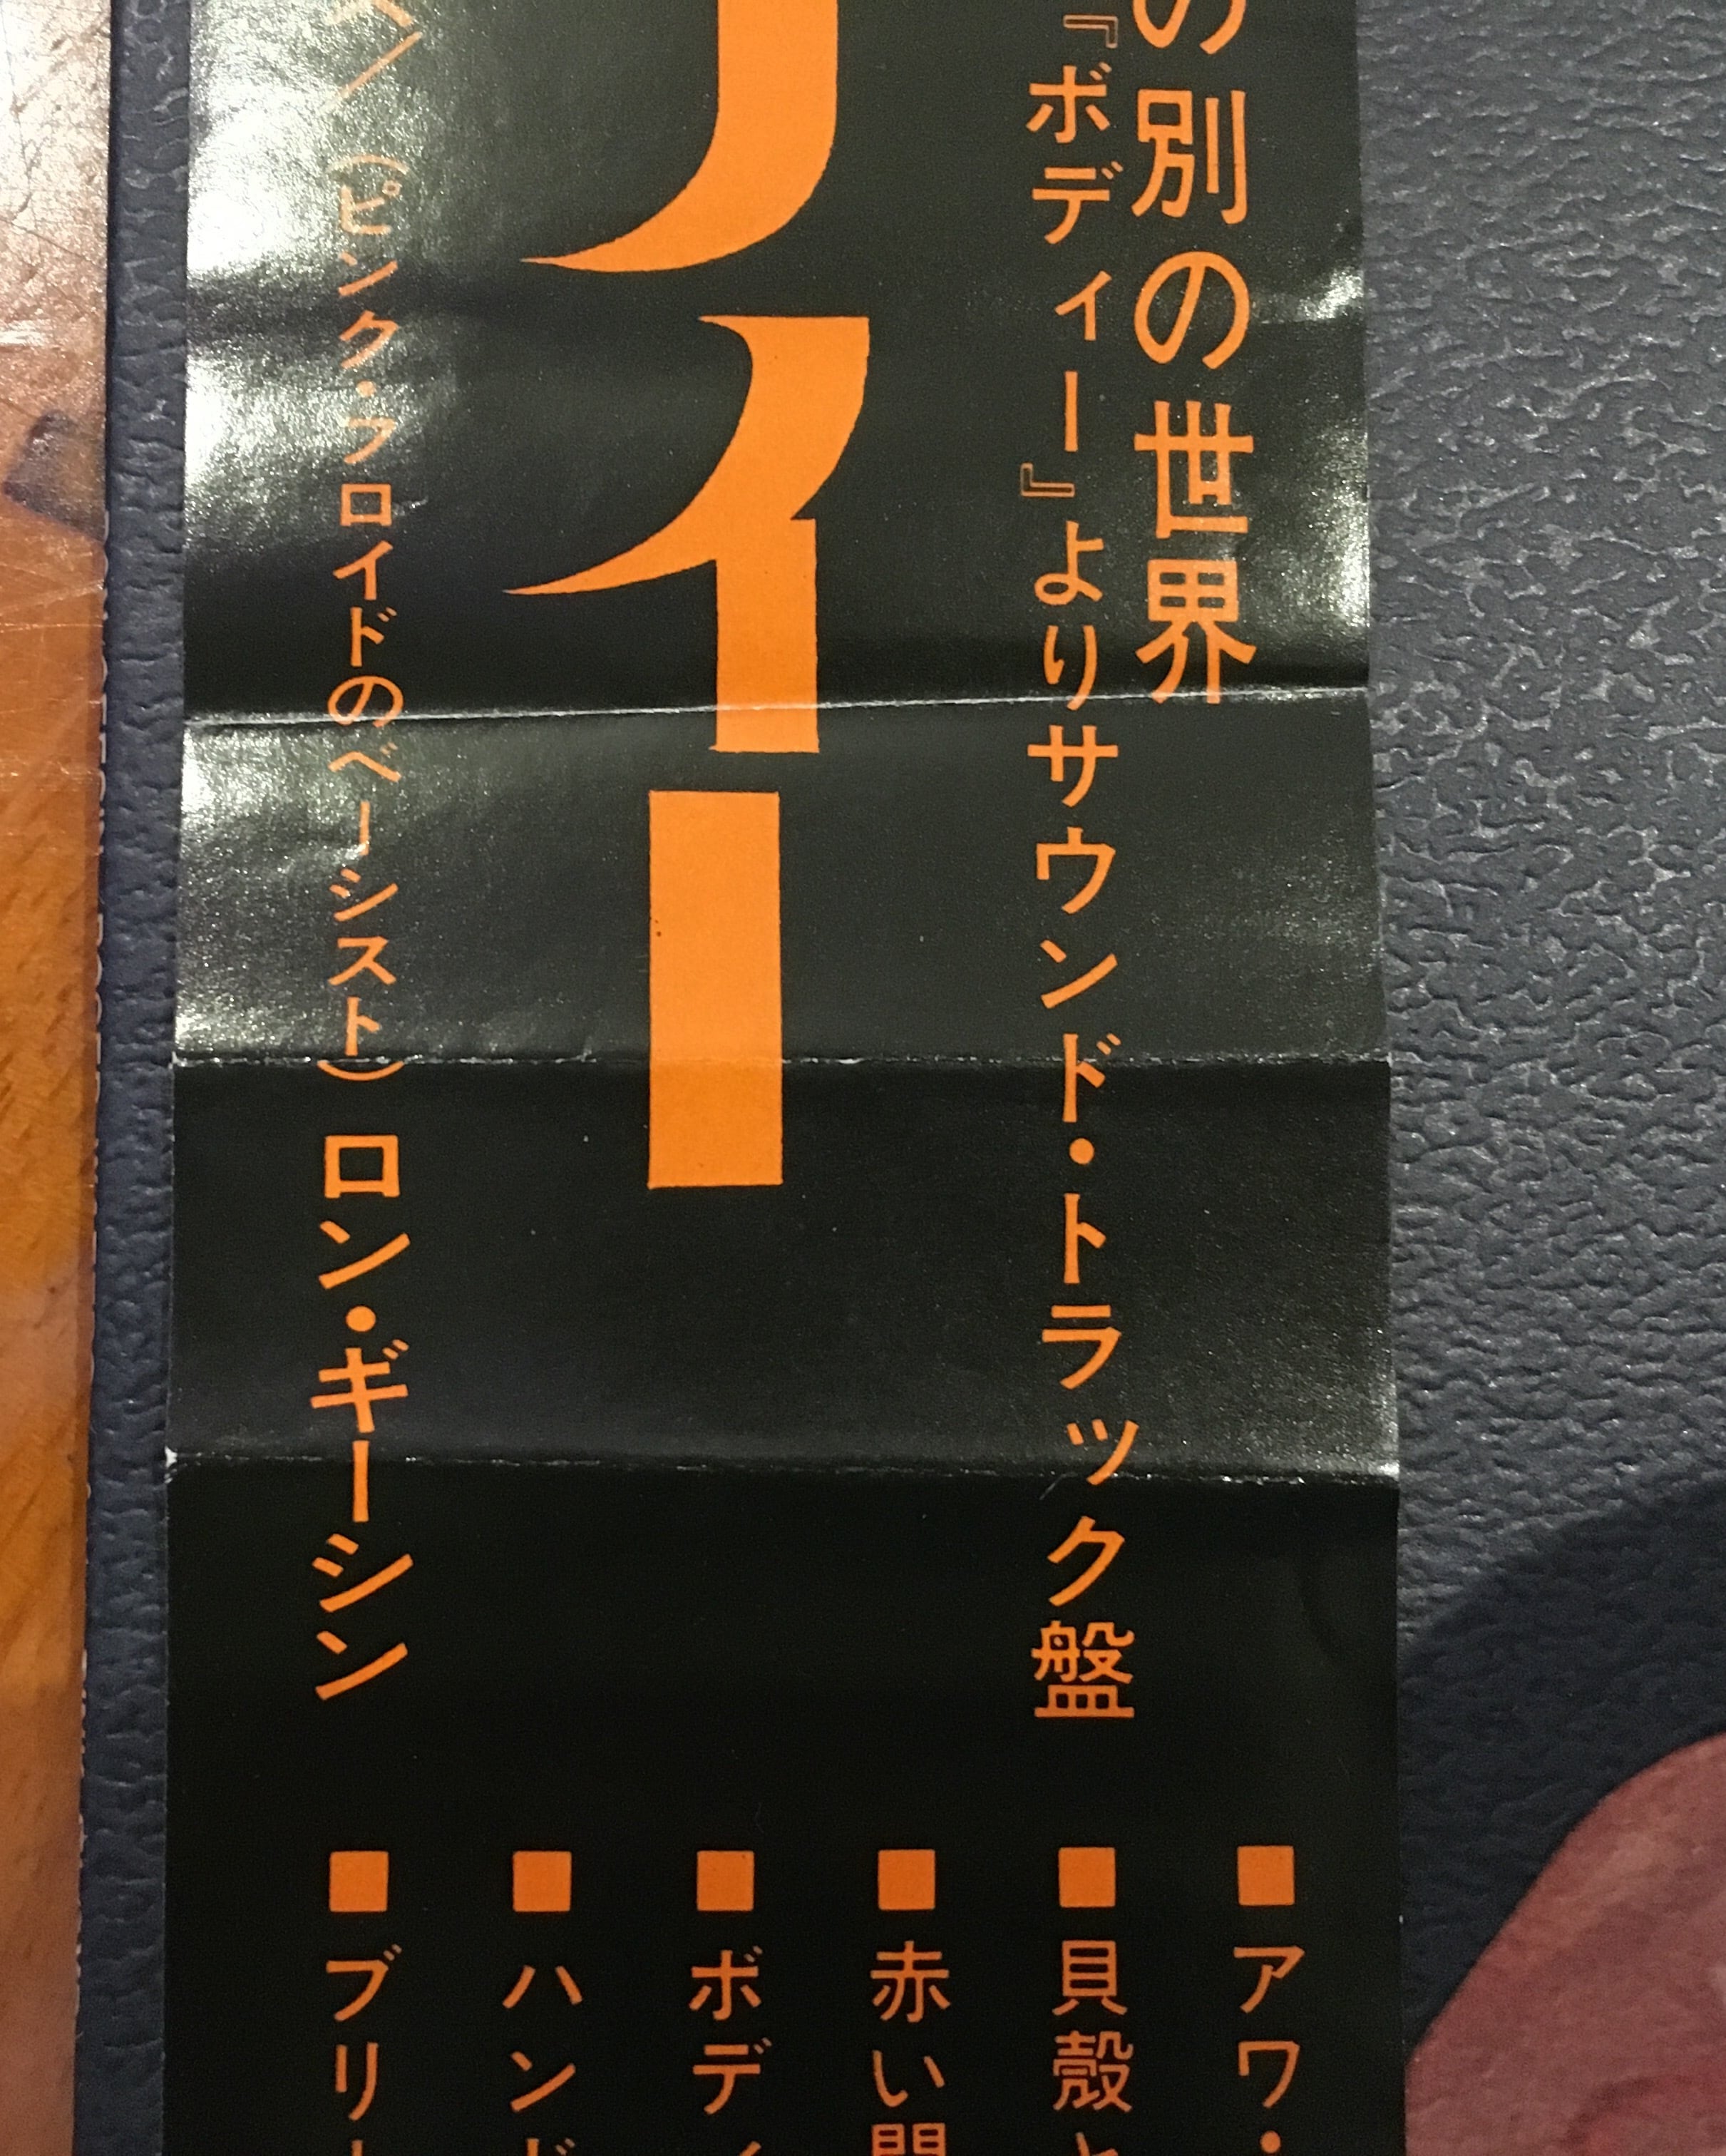 の別の世界
『ボディー』よりサウンド・トラック盤
ィー
（ピンク・フロイドのベーシスト）ロン・ギーシン
■アワ・
■貝殻と
■赤い
■ボディ
■ハンド
■ブリ